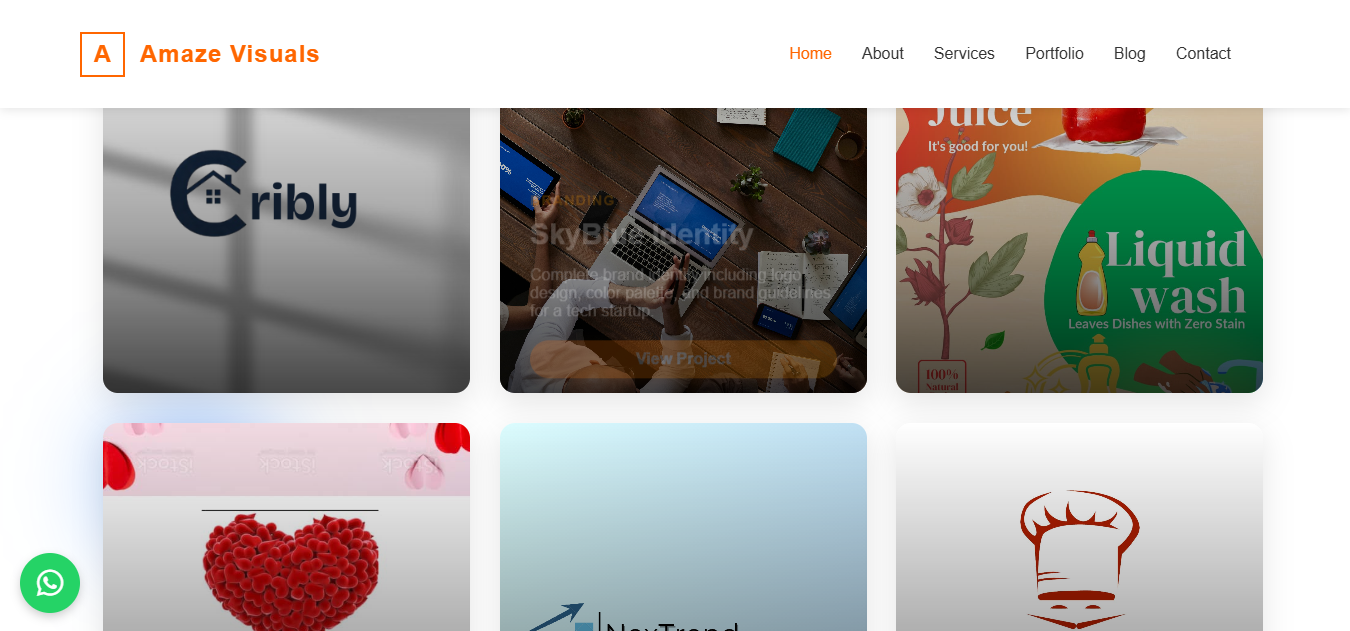 A
Amaze Visuals
Home
About
Services
Portfolio
Blog
Contact
Cribly
BRANDING
SkyBlue Identity
Complete brand identity including logo
design, color palette, and brand guidelines
for a tech startup.
View Project
Juice
It's good for you!
Liquid
wash
Leaves Dishes with Zero Stain
100%
Natural
iStock
iStock
iStock
NexTrend